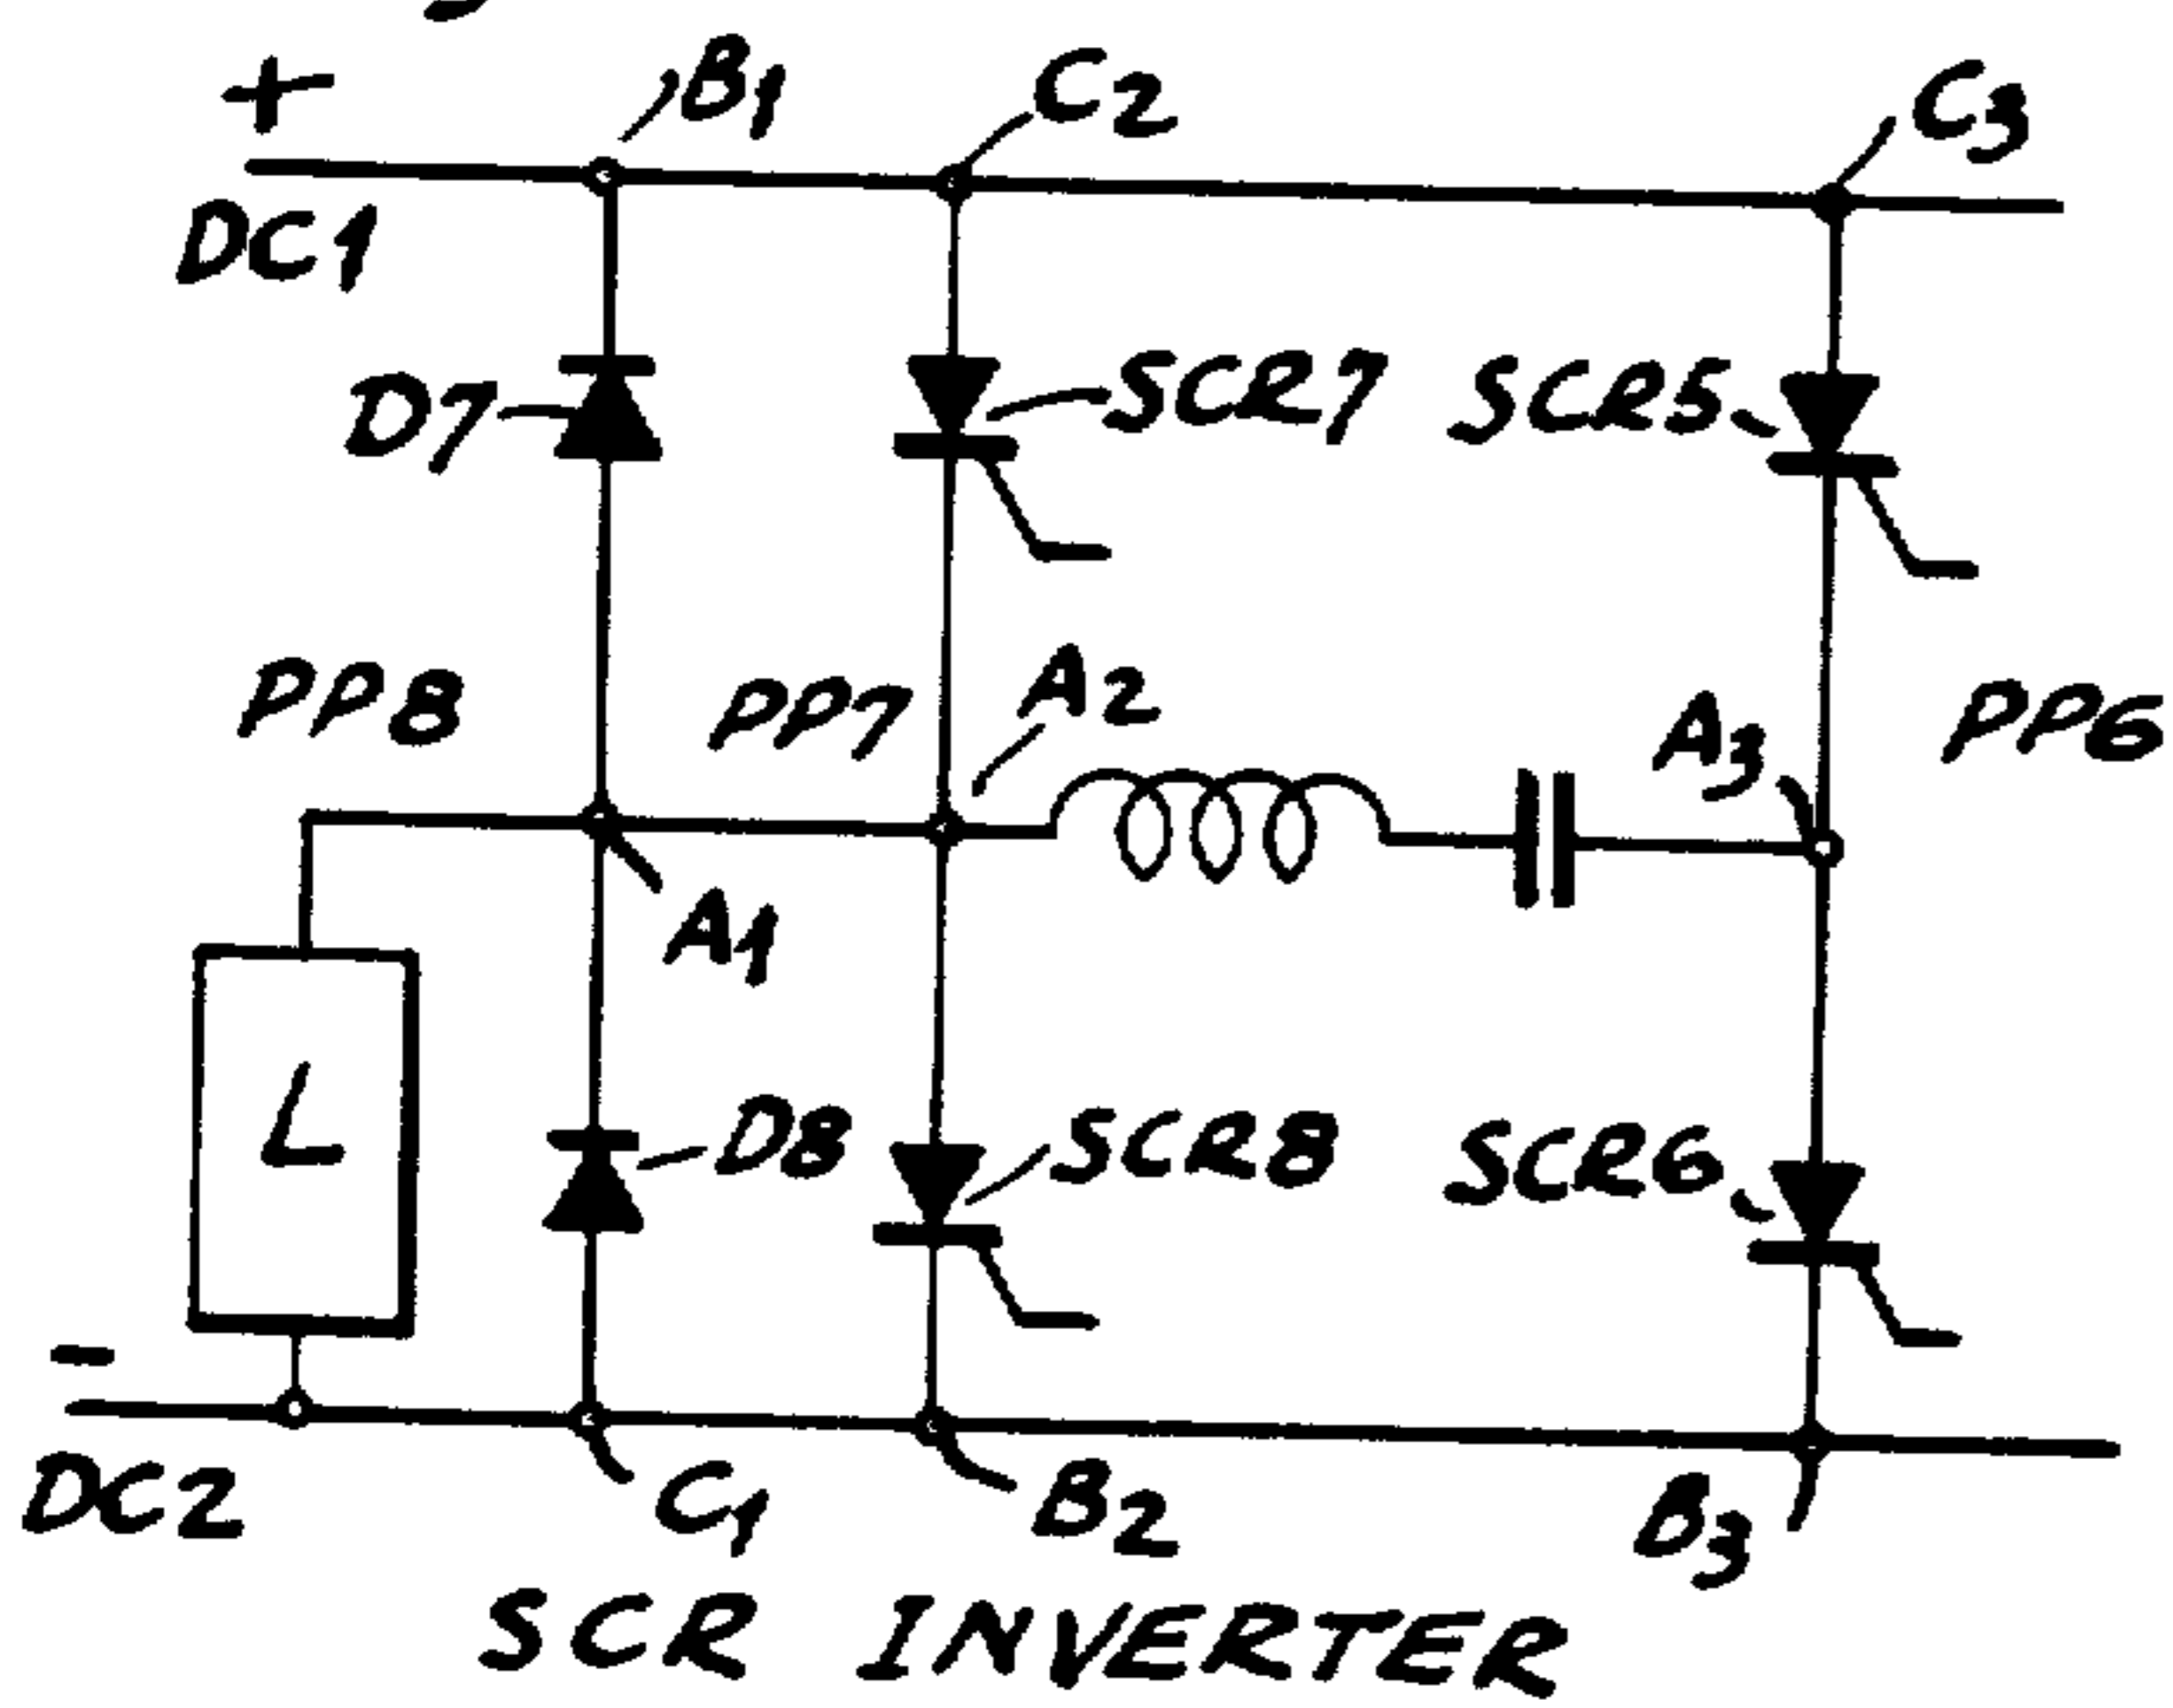 + B1 C2 C3
DC1
D7 SCR7 SCR5
PP8 PP7 A2 A3 PP6
A1
L D8 SCR8 SCR6
-
DC2 C1 B2 B3
SCR INVERTER